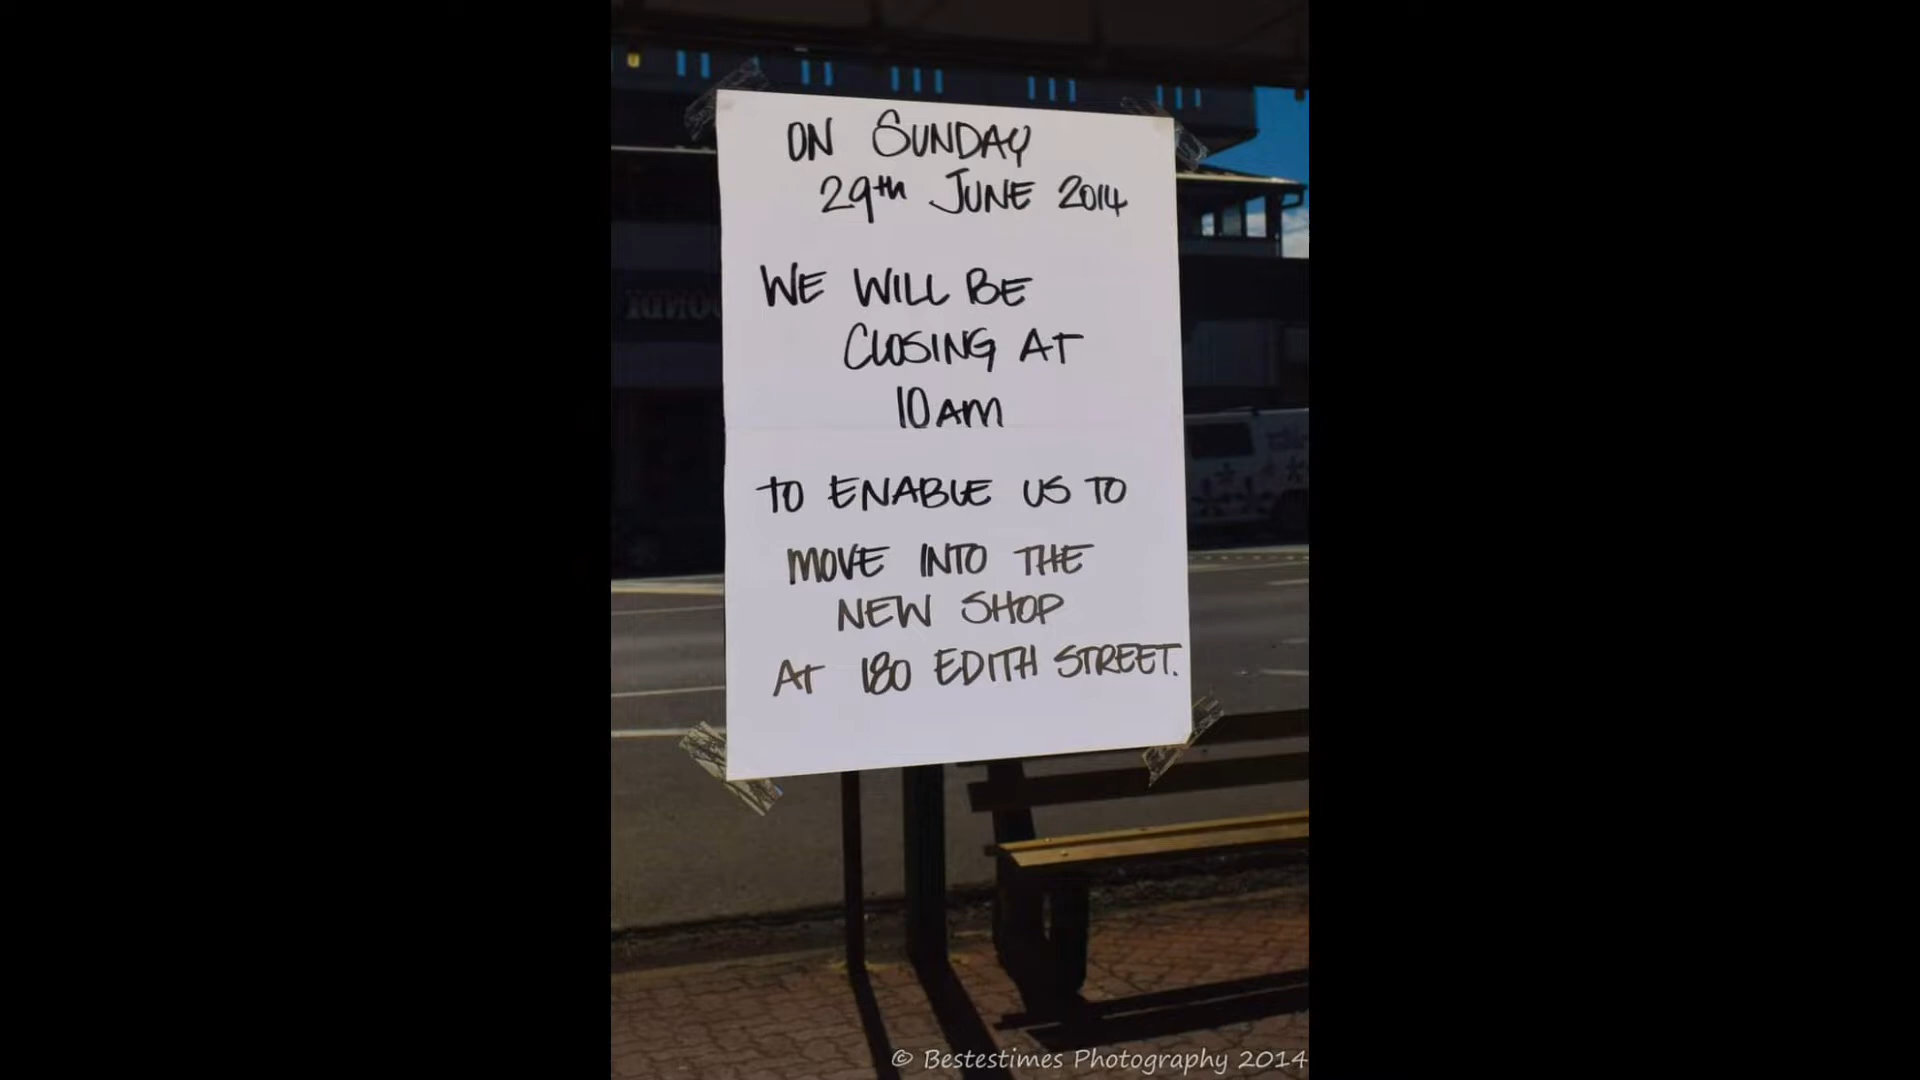 ON SUNDAY
29th JUNE 2014
WE WILL BE
CLOSING AT
10AM
TO ENABLE US TO
MOVE INTO THE
NEW SHOP
AT 180 EDITH STREET.
© Bestestimes Photography 2014